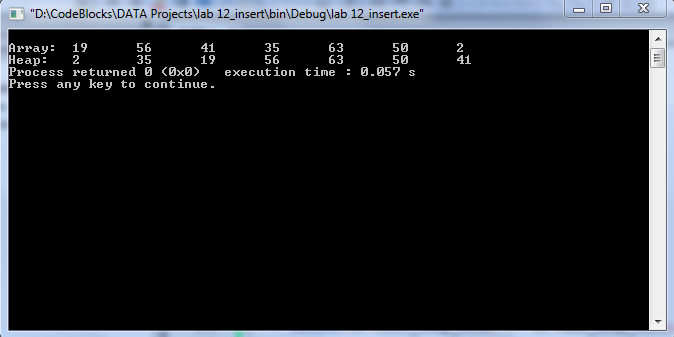 "D:\CodeBlocks\DATA Projects\lab 12_insert\bin\Debug\lab 12_insert.exe"
Array:  19      56      41      35      63      50      2
Heap:   2       35      19      56      63      50      41
Process returned 0 (0x0)   execution time : 0.057 s
Press any key to continue.